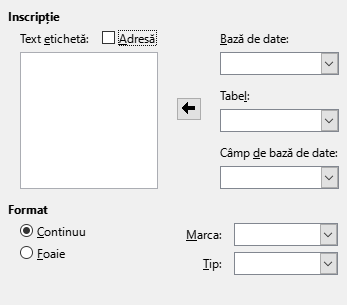 Inscripție
Text etichetă: Adresă
Bază de date:
Tabel:
Câmp de bază de date:
Format
Continuu
Foaie
Marca:
Tip: